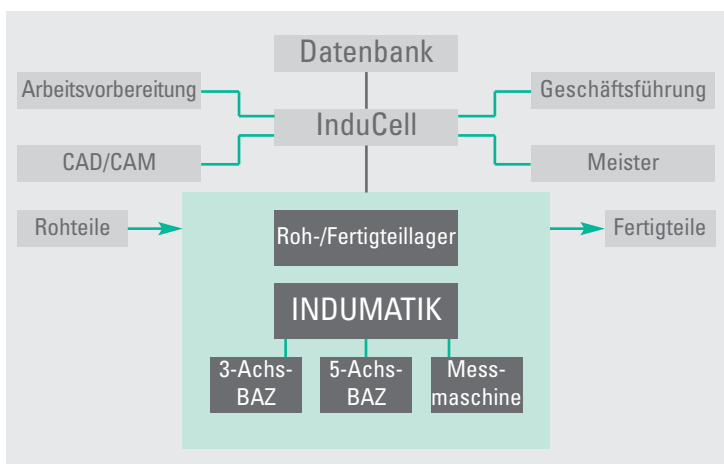 Datenbank
Arbeitsvorbereitung
Geschäftsführung
InduCell
CAD/CAM
Meister
Rohteile
Roh-/Fertigteillager
Fertigteile
INDUMATIK
3-Achs-
BAZ
5-Achs-
BAZ
Mess-
maschine